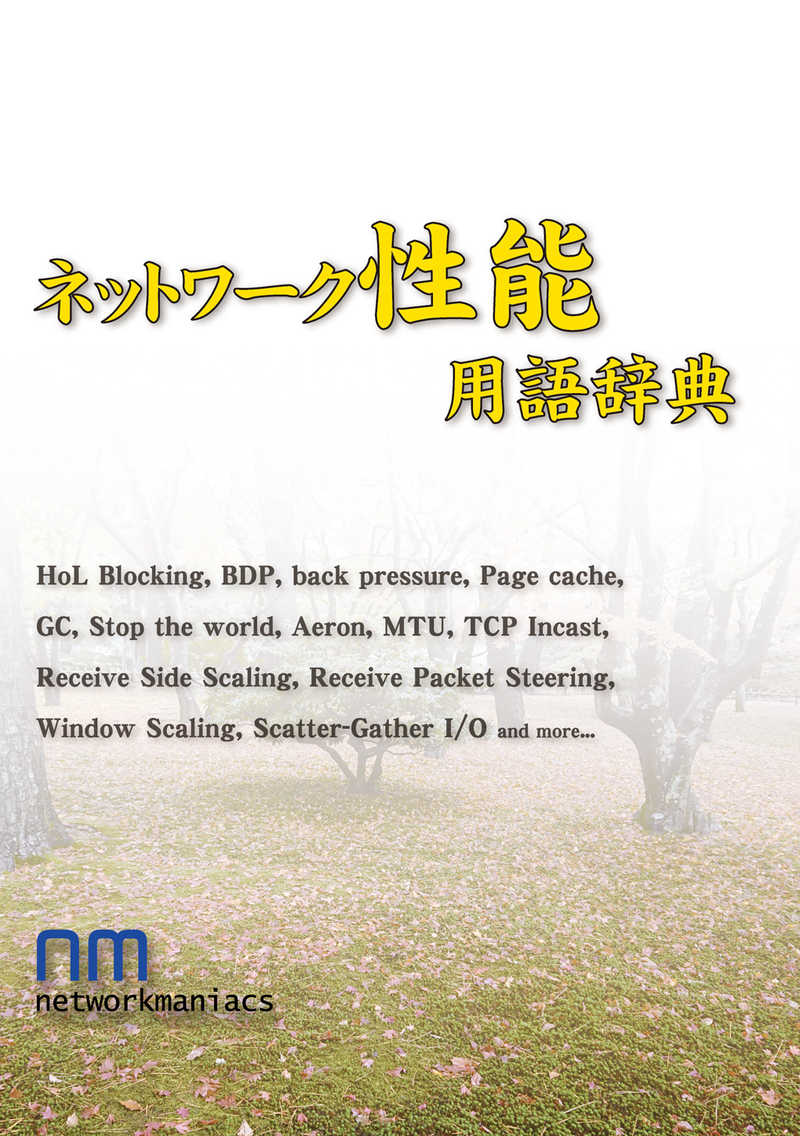 ネットワーク性能
用語辞典
HoL Blocking, BDP, back pressure, Page cache,
GC, Stop the world, Aeron, MTU, TCP Incast,
Receive Side Scaling, Receive Packet Steering,
Window Scaling, Scatter-Gather I/O and more...
nm
networkmaniacs